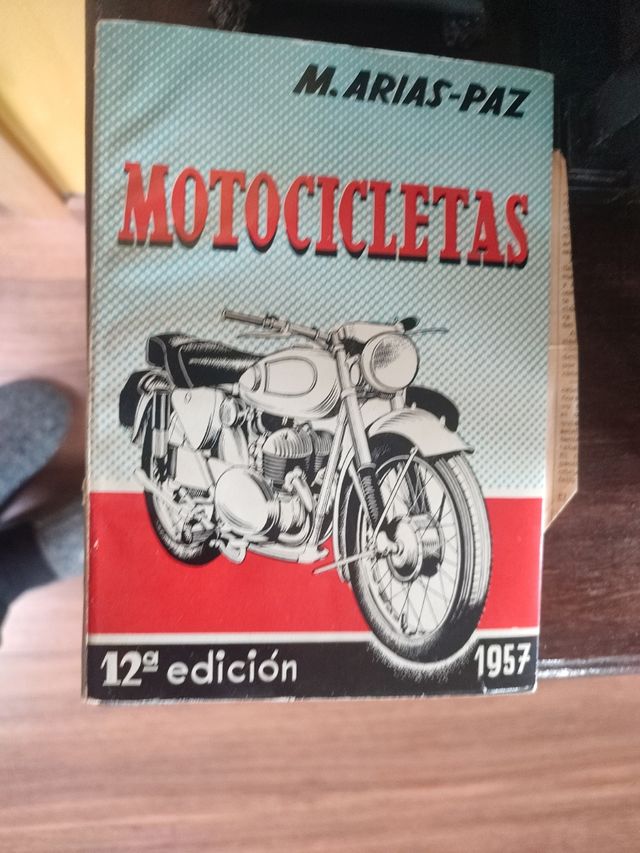 M. ARIAS-PAZ
MOTOCICLETAS
12ª edición
1957